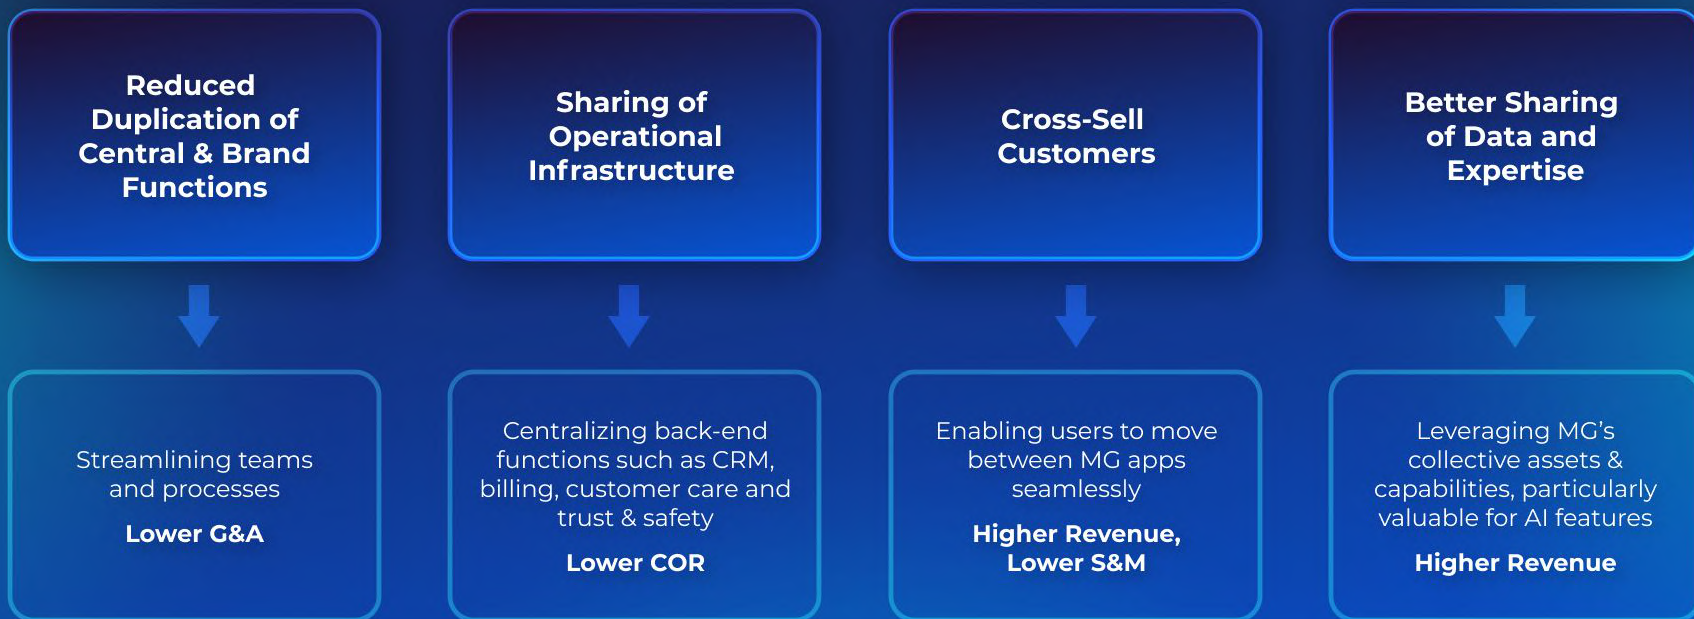 Reduced
Duplication of
Central & Brand
Functions
Sharing of
Operational
Infrastructure
Cross-Sell
Customers
Better Sharing
of Data and
Expertise
Streamlining teams
and processes
Lower G&A
Centralizing back-end
functions such as CRM,
billing, customer care and
trust & safety
Lower COR
Enabling users to move
between MG apps
seamlessly
Higher Revenue,
Lower S&M
Leveraging MG’s
collective assets &
capabilities, particularly
valuable for AI features
Higher Revenue